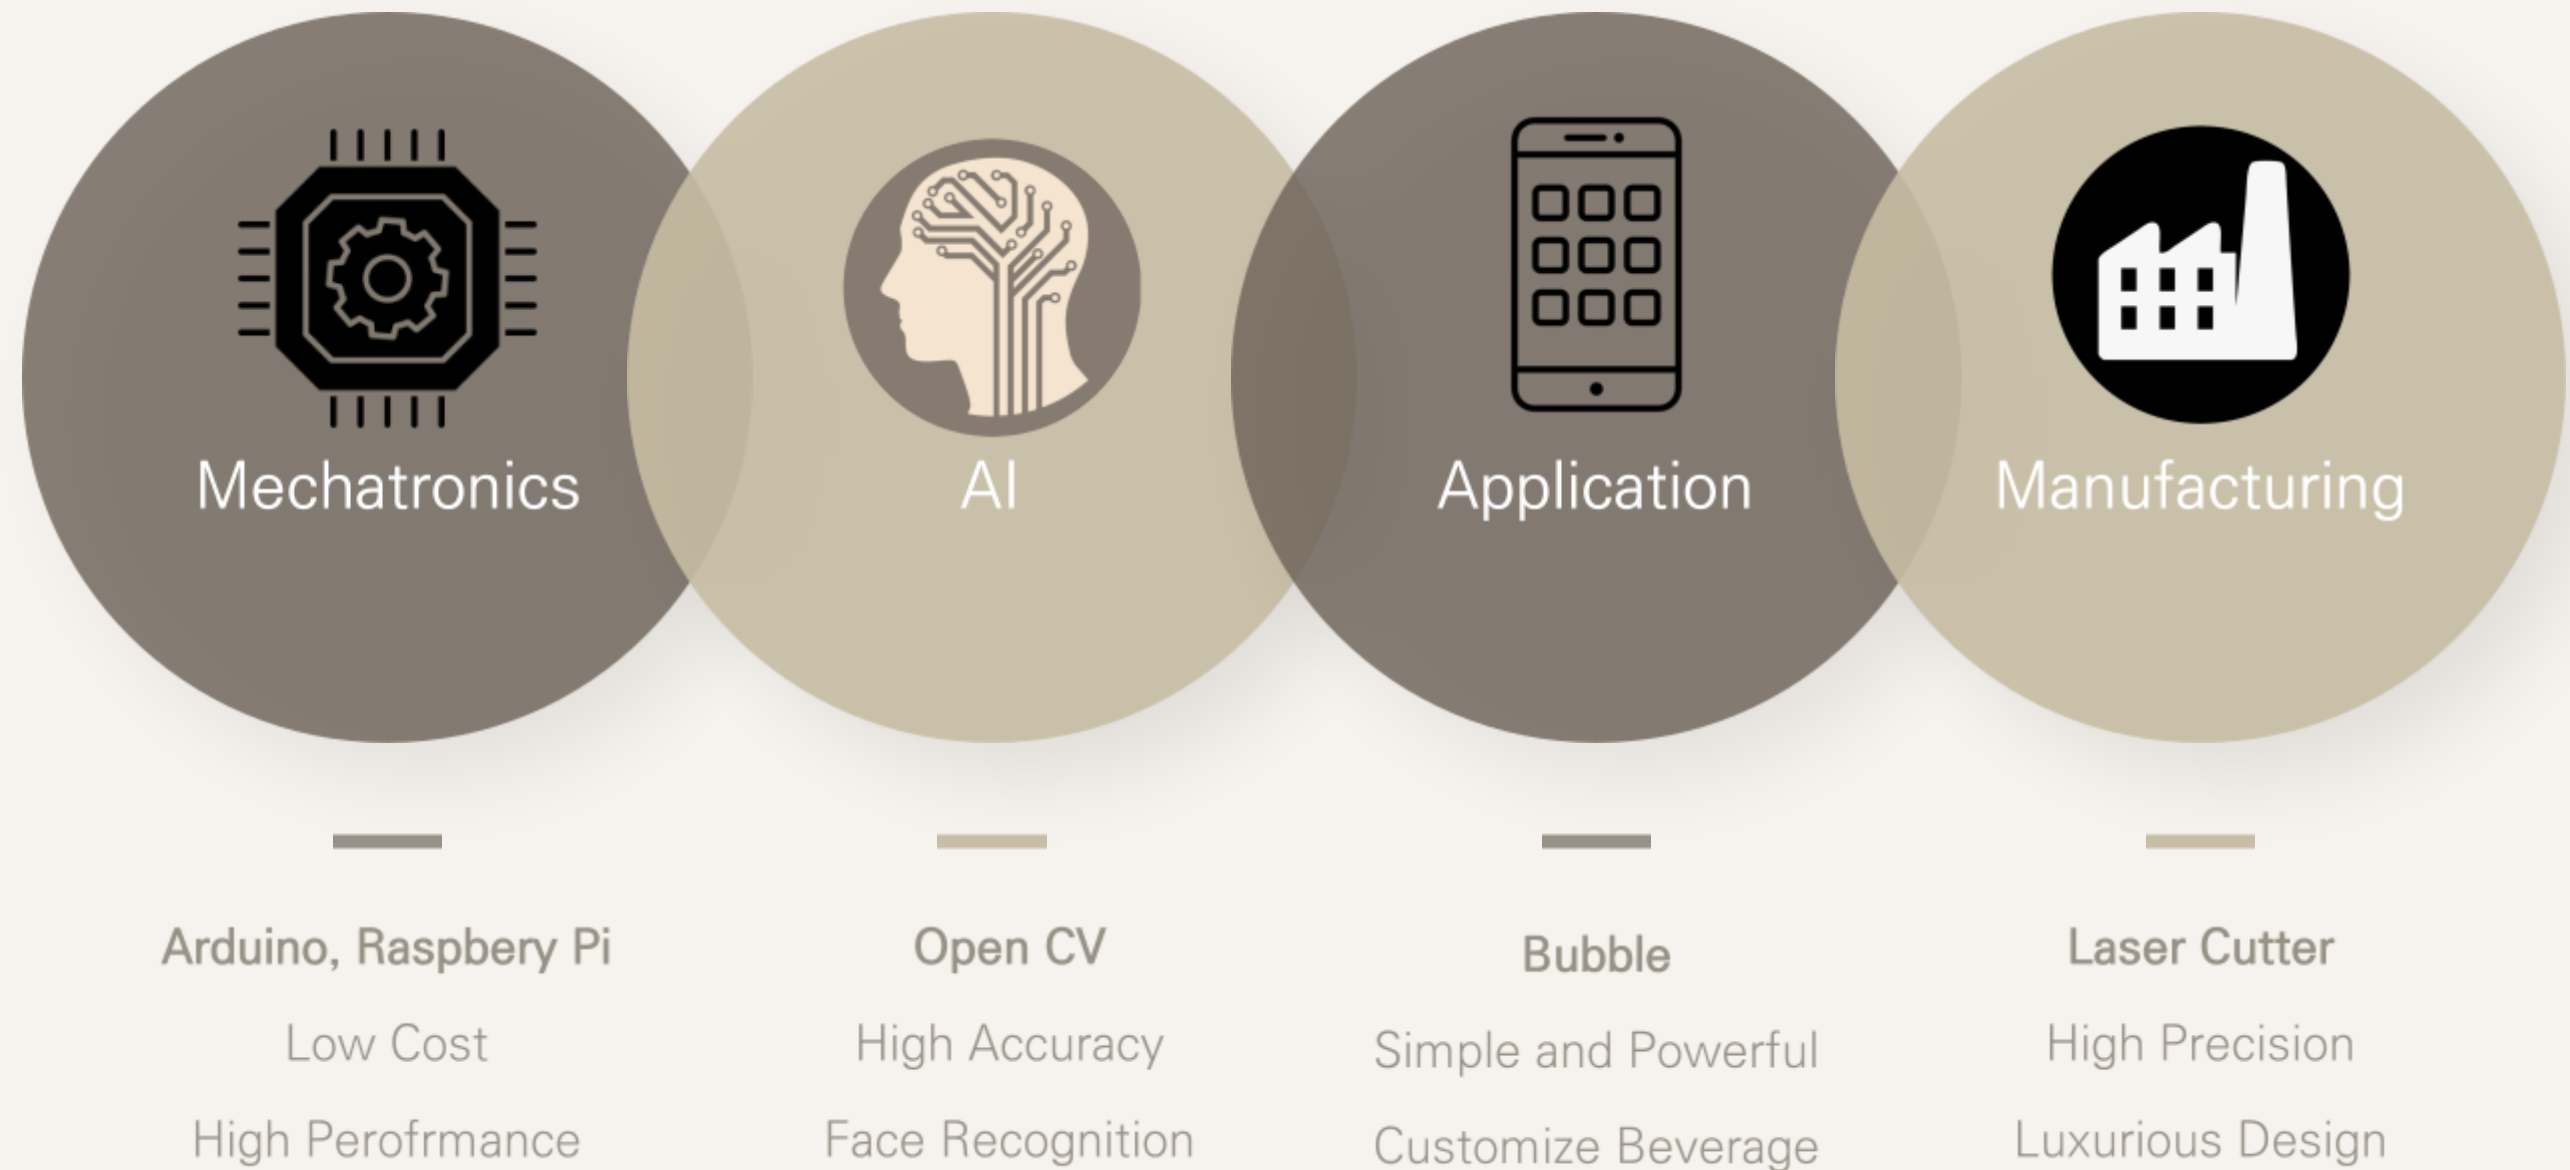 Mechatronics
AI
Application
Manufacturing
Arduino, Raspbery Pi
Low Cost
High Perofrmance
Open CV
High Accuracy
Face Recognition
Bubble
Simple and Powerful
Customize Beverage
Laser Cutter
High Precision
Luxurious Design